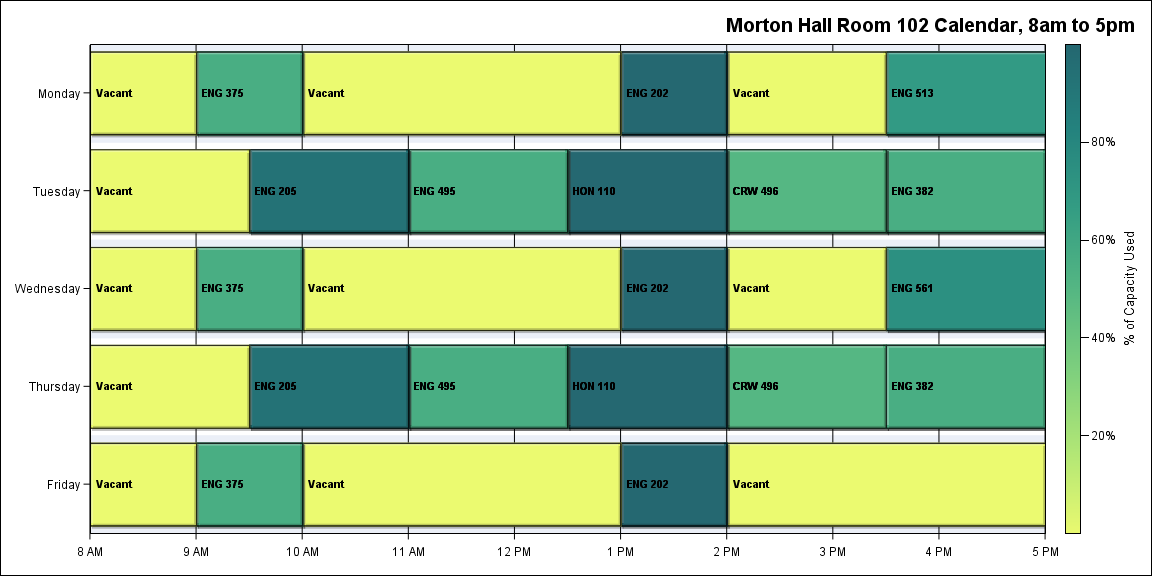 Morton Hall Room 102 Calendar, 8am to 5pm
Monday
Vacant
ENG 375
Vacant
ENG 202
Vacant
ENG 513
Tuesday
Vacant
ENG 205
ENG 495
HON 110
CRW 496
ENG 382
Wednesday
Vacant
ENG 375
Vacant
ENG 202
Vacant
ENG 561
Thursday
Vacant
ENG 205
ENG 495
HON 110
CRW 496
ENG 382
Friday
Vacant
ENG 375
Vacant
ENG 202
Vacant
8 AM
9 AM
10 AM
11 AM
12 PM
1 PM
2 PM
3 PM
4 PM
5 PM
80%
60%
40%
20%
% of Capacity Used